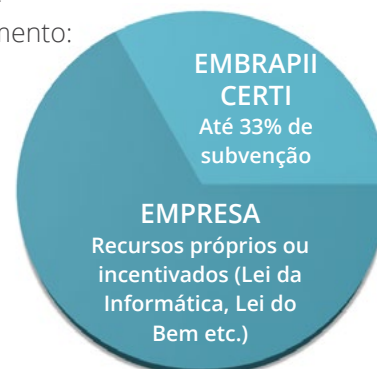 mento:
EMBRAPII
CERTI
Até 33% de
subvenção
EMPRESA
Recursos próprios ou
incentivados (Lei da
Informática, Lei do
Bem etc.)